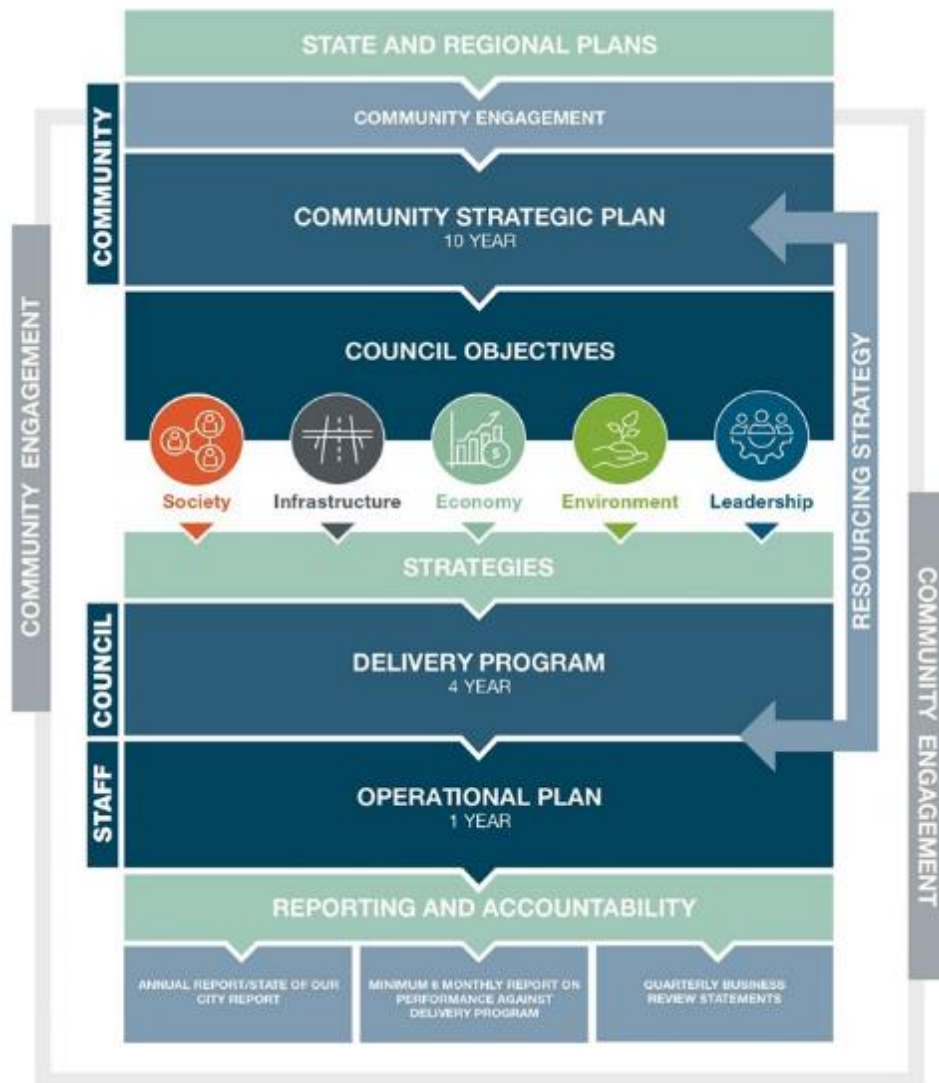 STATE AND REGIONAL PLANS
COMMUNITY ENGAGEMENT
COMMUNITY
COMMUNITY STRATEGIC PLAN
10 YEAR
COUNCIL OBJECTIVES
Society
Infrastructure
Economy
Environment
Leadership
COMMUNITY ENGAGEMENT
RESOURCING STRATEGY
STRATEGIES
COUNCIL
DELIVERY PROGRAM
4 YEAR
STAFF
OPERATIONAL PLAN
1 YEAR
COMMUNITY ENGAGEMENT
REPORTING AND ACCOUNTABILITY
ANNUAL REPORT/STATE OF OUR
CITY REPORT
MINIMUM 6 MONTHLY REPORT ON
PERFORMANCE AGAINST
DELIVERY PROGRAM
QUARTERLY BUSINESS
REVIEW STATEMENTS